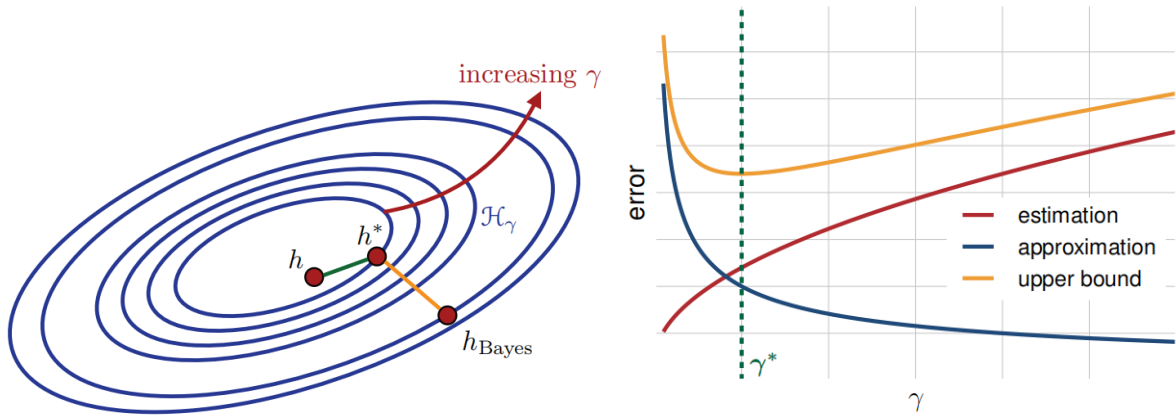 increasing γ
ℋγ
h*
h
hBayes
error
estimation
approximation
upper bound
γ*
γ